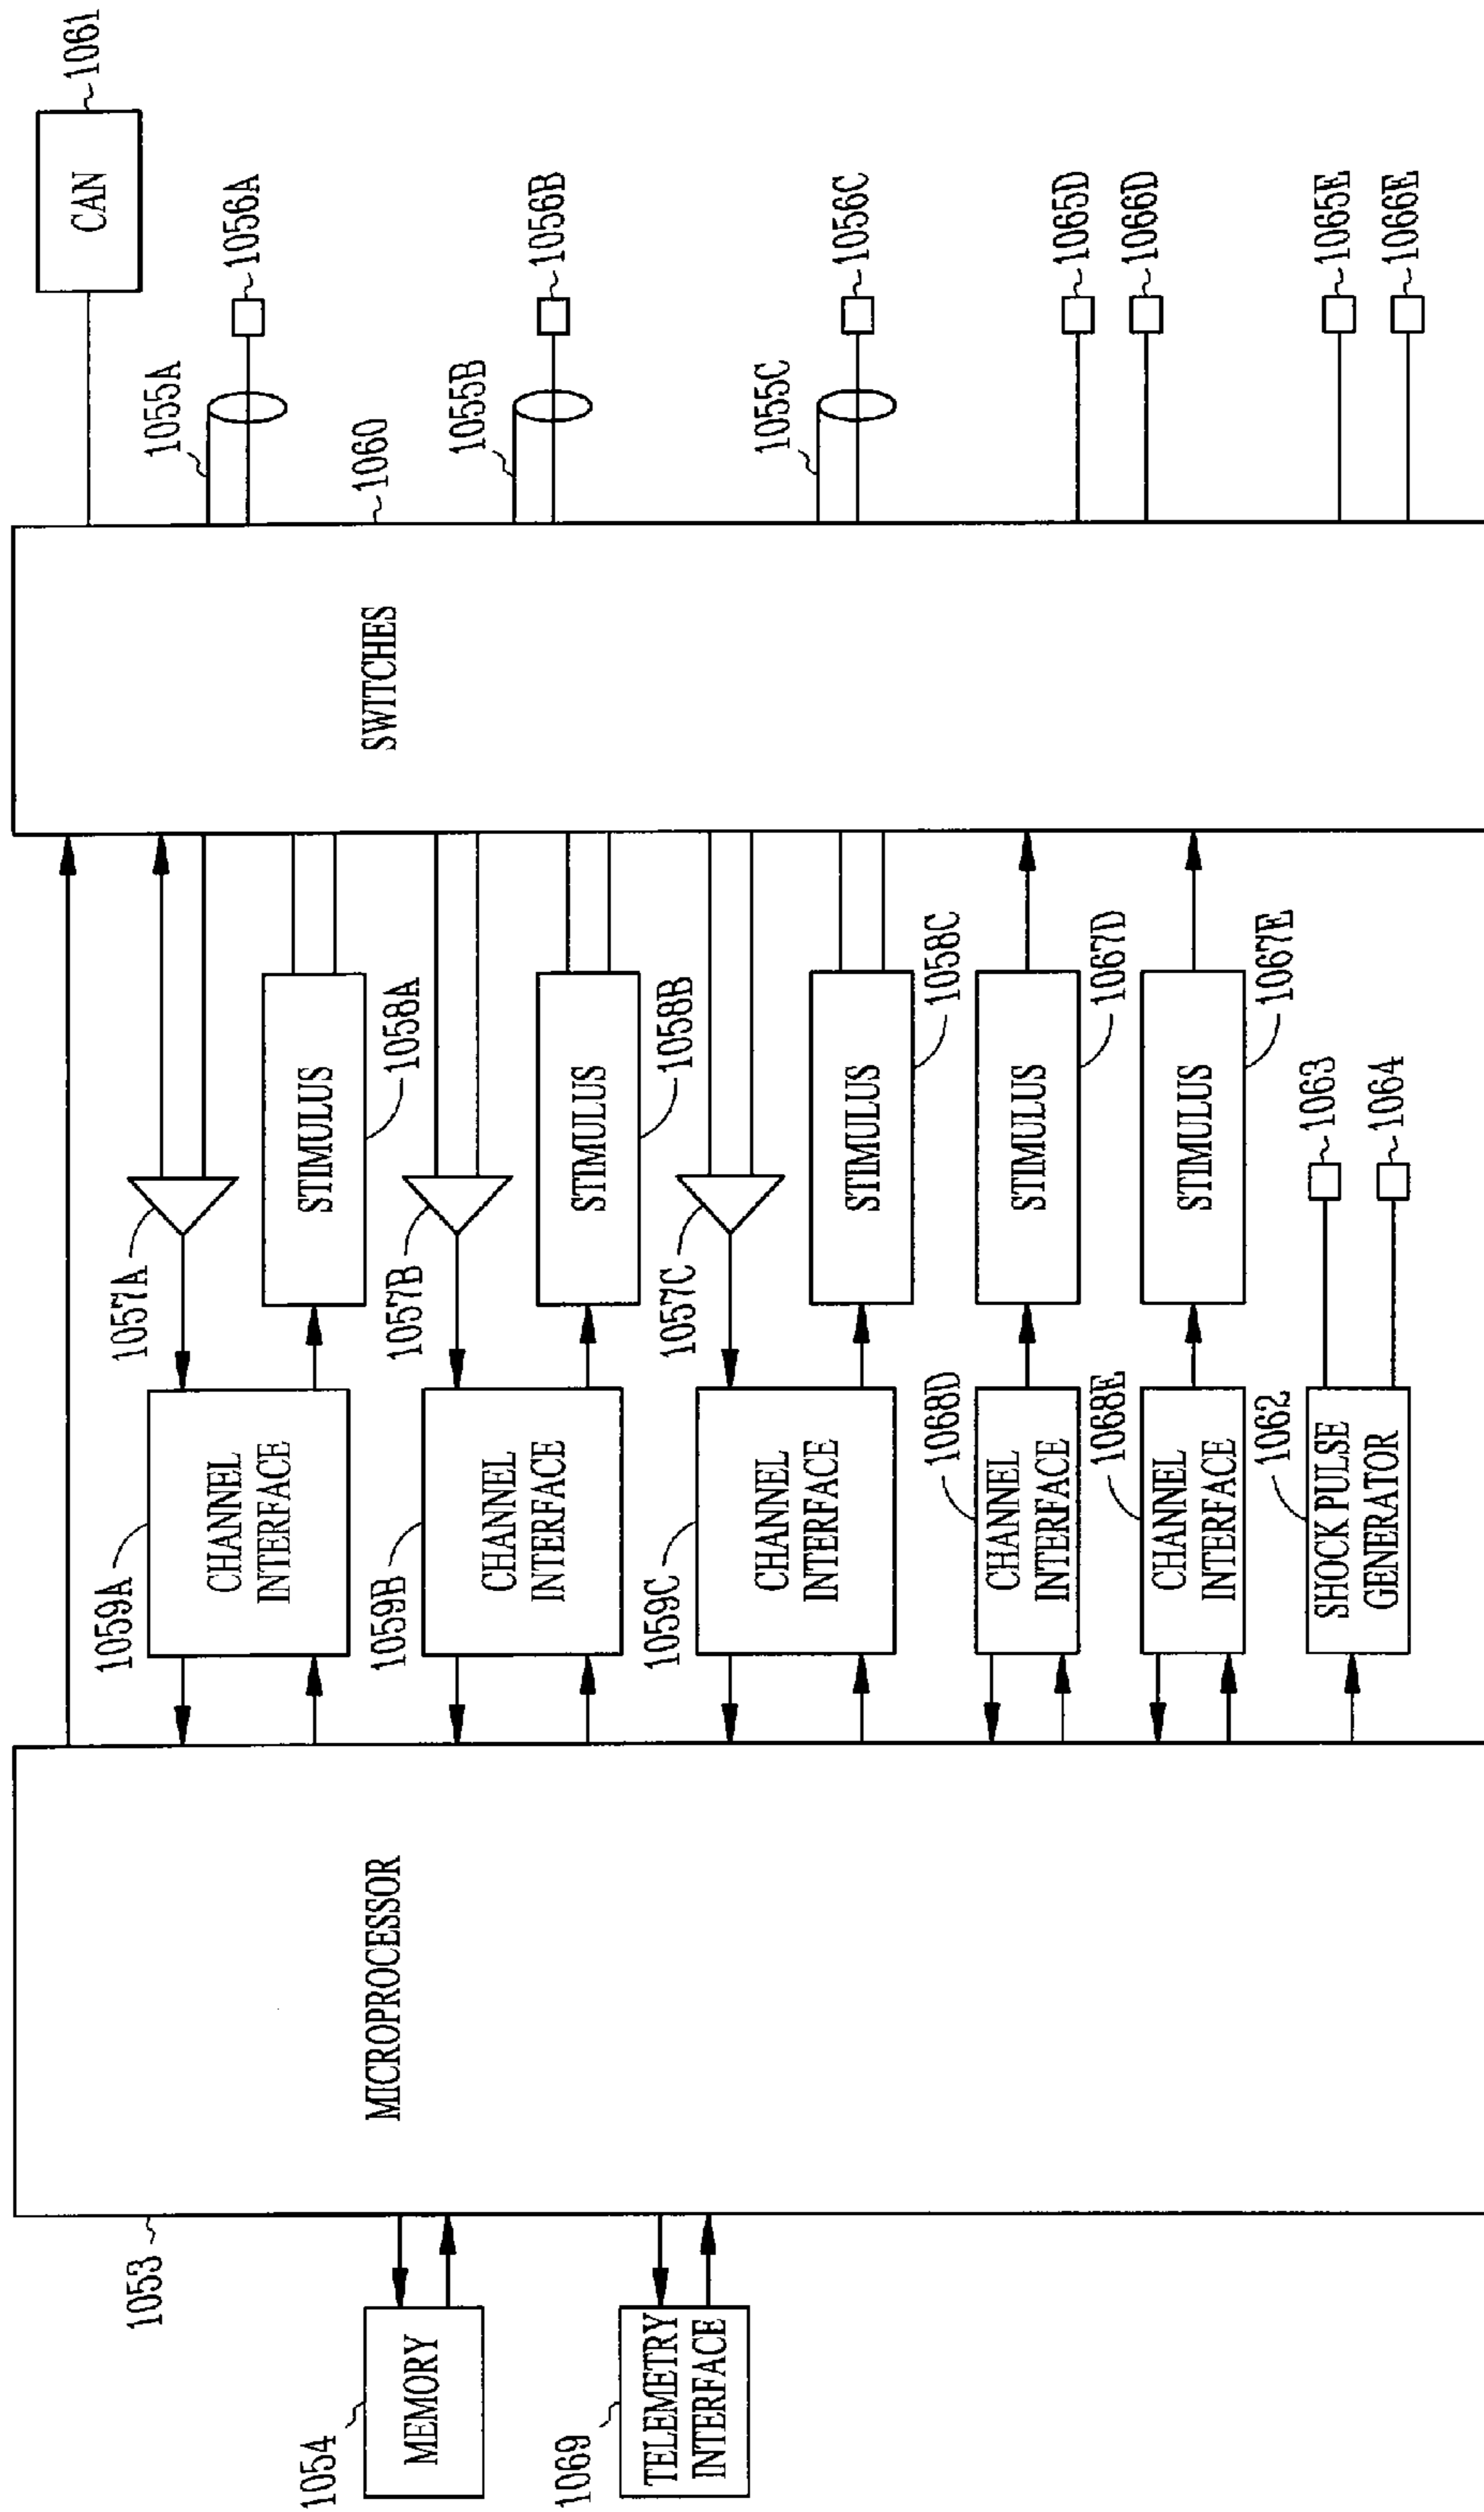 1061
CAN
1055A
1056A
1060
1055B
1056B
1055C
1056C
1065D
1066D
1065E
1066E
SWITCHES
1057A
STIMULUS
1058A
1057B
STIMULUS
1058B
1057C
STIMULUS
1058C
STIMULUS
1067D
STIMULUS
1067E
1063
1064
1059A
CHANNEL
INTERFACE
1059B
CHANNEL
INTERFACE
1059C
CHANNEL
INTERFACE
1068D
CHANNEL
INTERFACE
1068E
CHANNEL
INTERFACE
1062
SHOCK PULSE
GENERATOR
1053
MICROPROCESSOR
1054
MEMORY
1069
TELEMETRY
INTERFACE